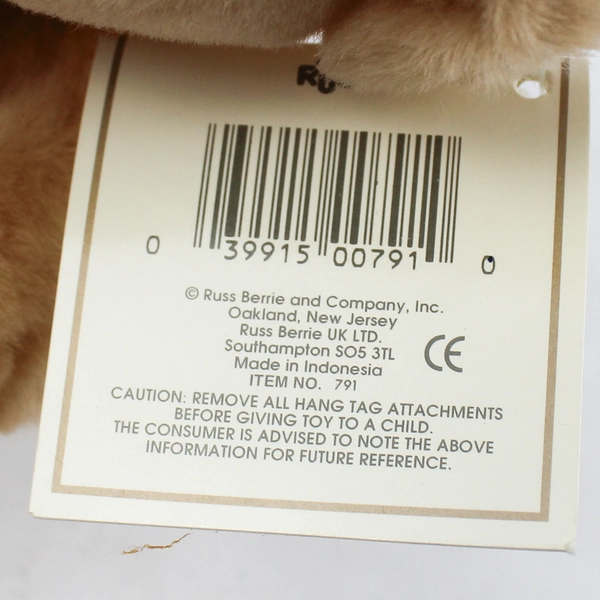 RU
0 39915 00791 0
© Russ Berrie and Company, Inc.
Oakland, New Jersey
Russ Berrie UK LTD.
Southampton SO5 3TL
Made in Indonesia
ITEM NO. 791
CE
CAUTION: REMOVE ALL HANG TAG ATTACHMENTS
BEFORE GIVING TOY TO A CHILD.
THE CONSUMER IS ADVISED TO NOTE THE ABOVE
INFORMATION FOR FUTURE REFERENCE.